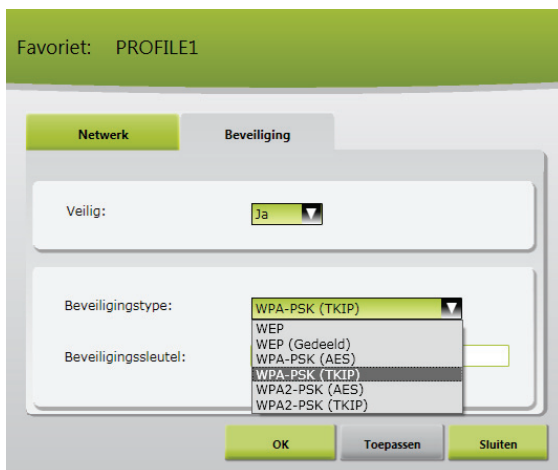 Favoriet: PROFILE1
Netwerk Beveiliging
Veilig: Ja
Beveiligingstype: WPA-PSK (TKIP)
WEP
WEP (Gedeeld)
Beveiligingssleutel:
WPA-PSK (AES)
WPA-PSK (TKIP)
WPA2-PSK (AES)
WPA2-PSK (TKIP)
OK Toepassen Sluiten